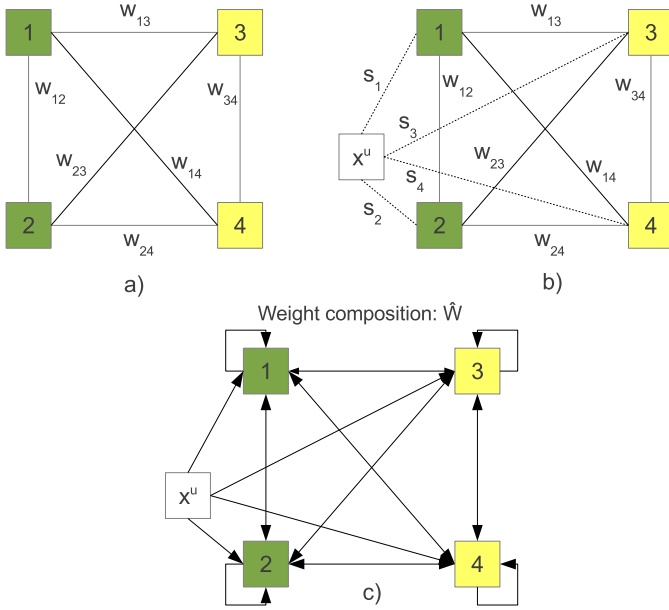 1 w₁₃ 3
w₁₂ w₃₄
w₂₃ w₁₄
2 w₂₄ 4
a)
1 w₁₃ 3
s₁ w₁₂ w₃₄
s₃
xᵘ
w₂₃ s₄ w₁₄
s₂
2 w₂₄ 4
b)
Weight composition: Ŵ
1 3
xᵘ
2 4
c)